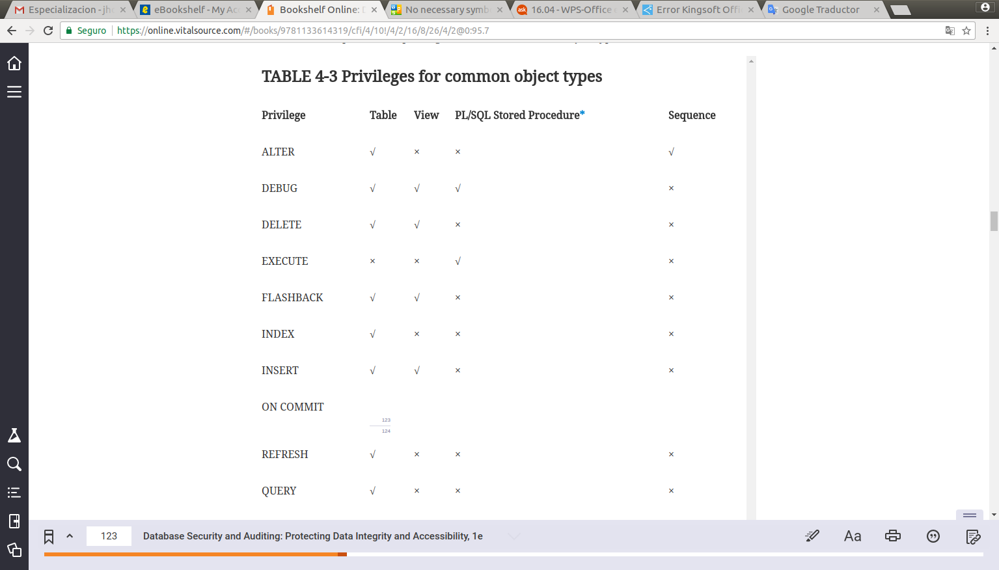 Especialización - jh
eBookshelf - My Ac
Bookshelf Online: D
No necessary symb
16.04 - WPS-Office
Error Kingsoft Offi
Google Traductor
Seguro
https://online.vitalsource.com/#/books/9781133614319/cfi/4/10!/4/2/16/8/26/4/2@0:95.7
TABLE 4-3 Privileges for common object types
Privilege Table View PL/SQL Stored Procedure* Sequence
ALTER √ × × √
DEBUG √ √ √ ×
DELETE √ √ × ×
EXECUTE × × √ ×
FLASHBACK √ √ × ×
INDEX √ × × ×
INSERT √ √ × ×
ON COMMIT
123
124
REFRESH √ × × ×
QUERY √ × × ×
123 Database Security and Auditing: Protecting Data Integrity and Accessibility, 1e
Aa